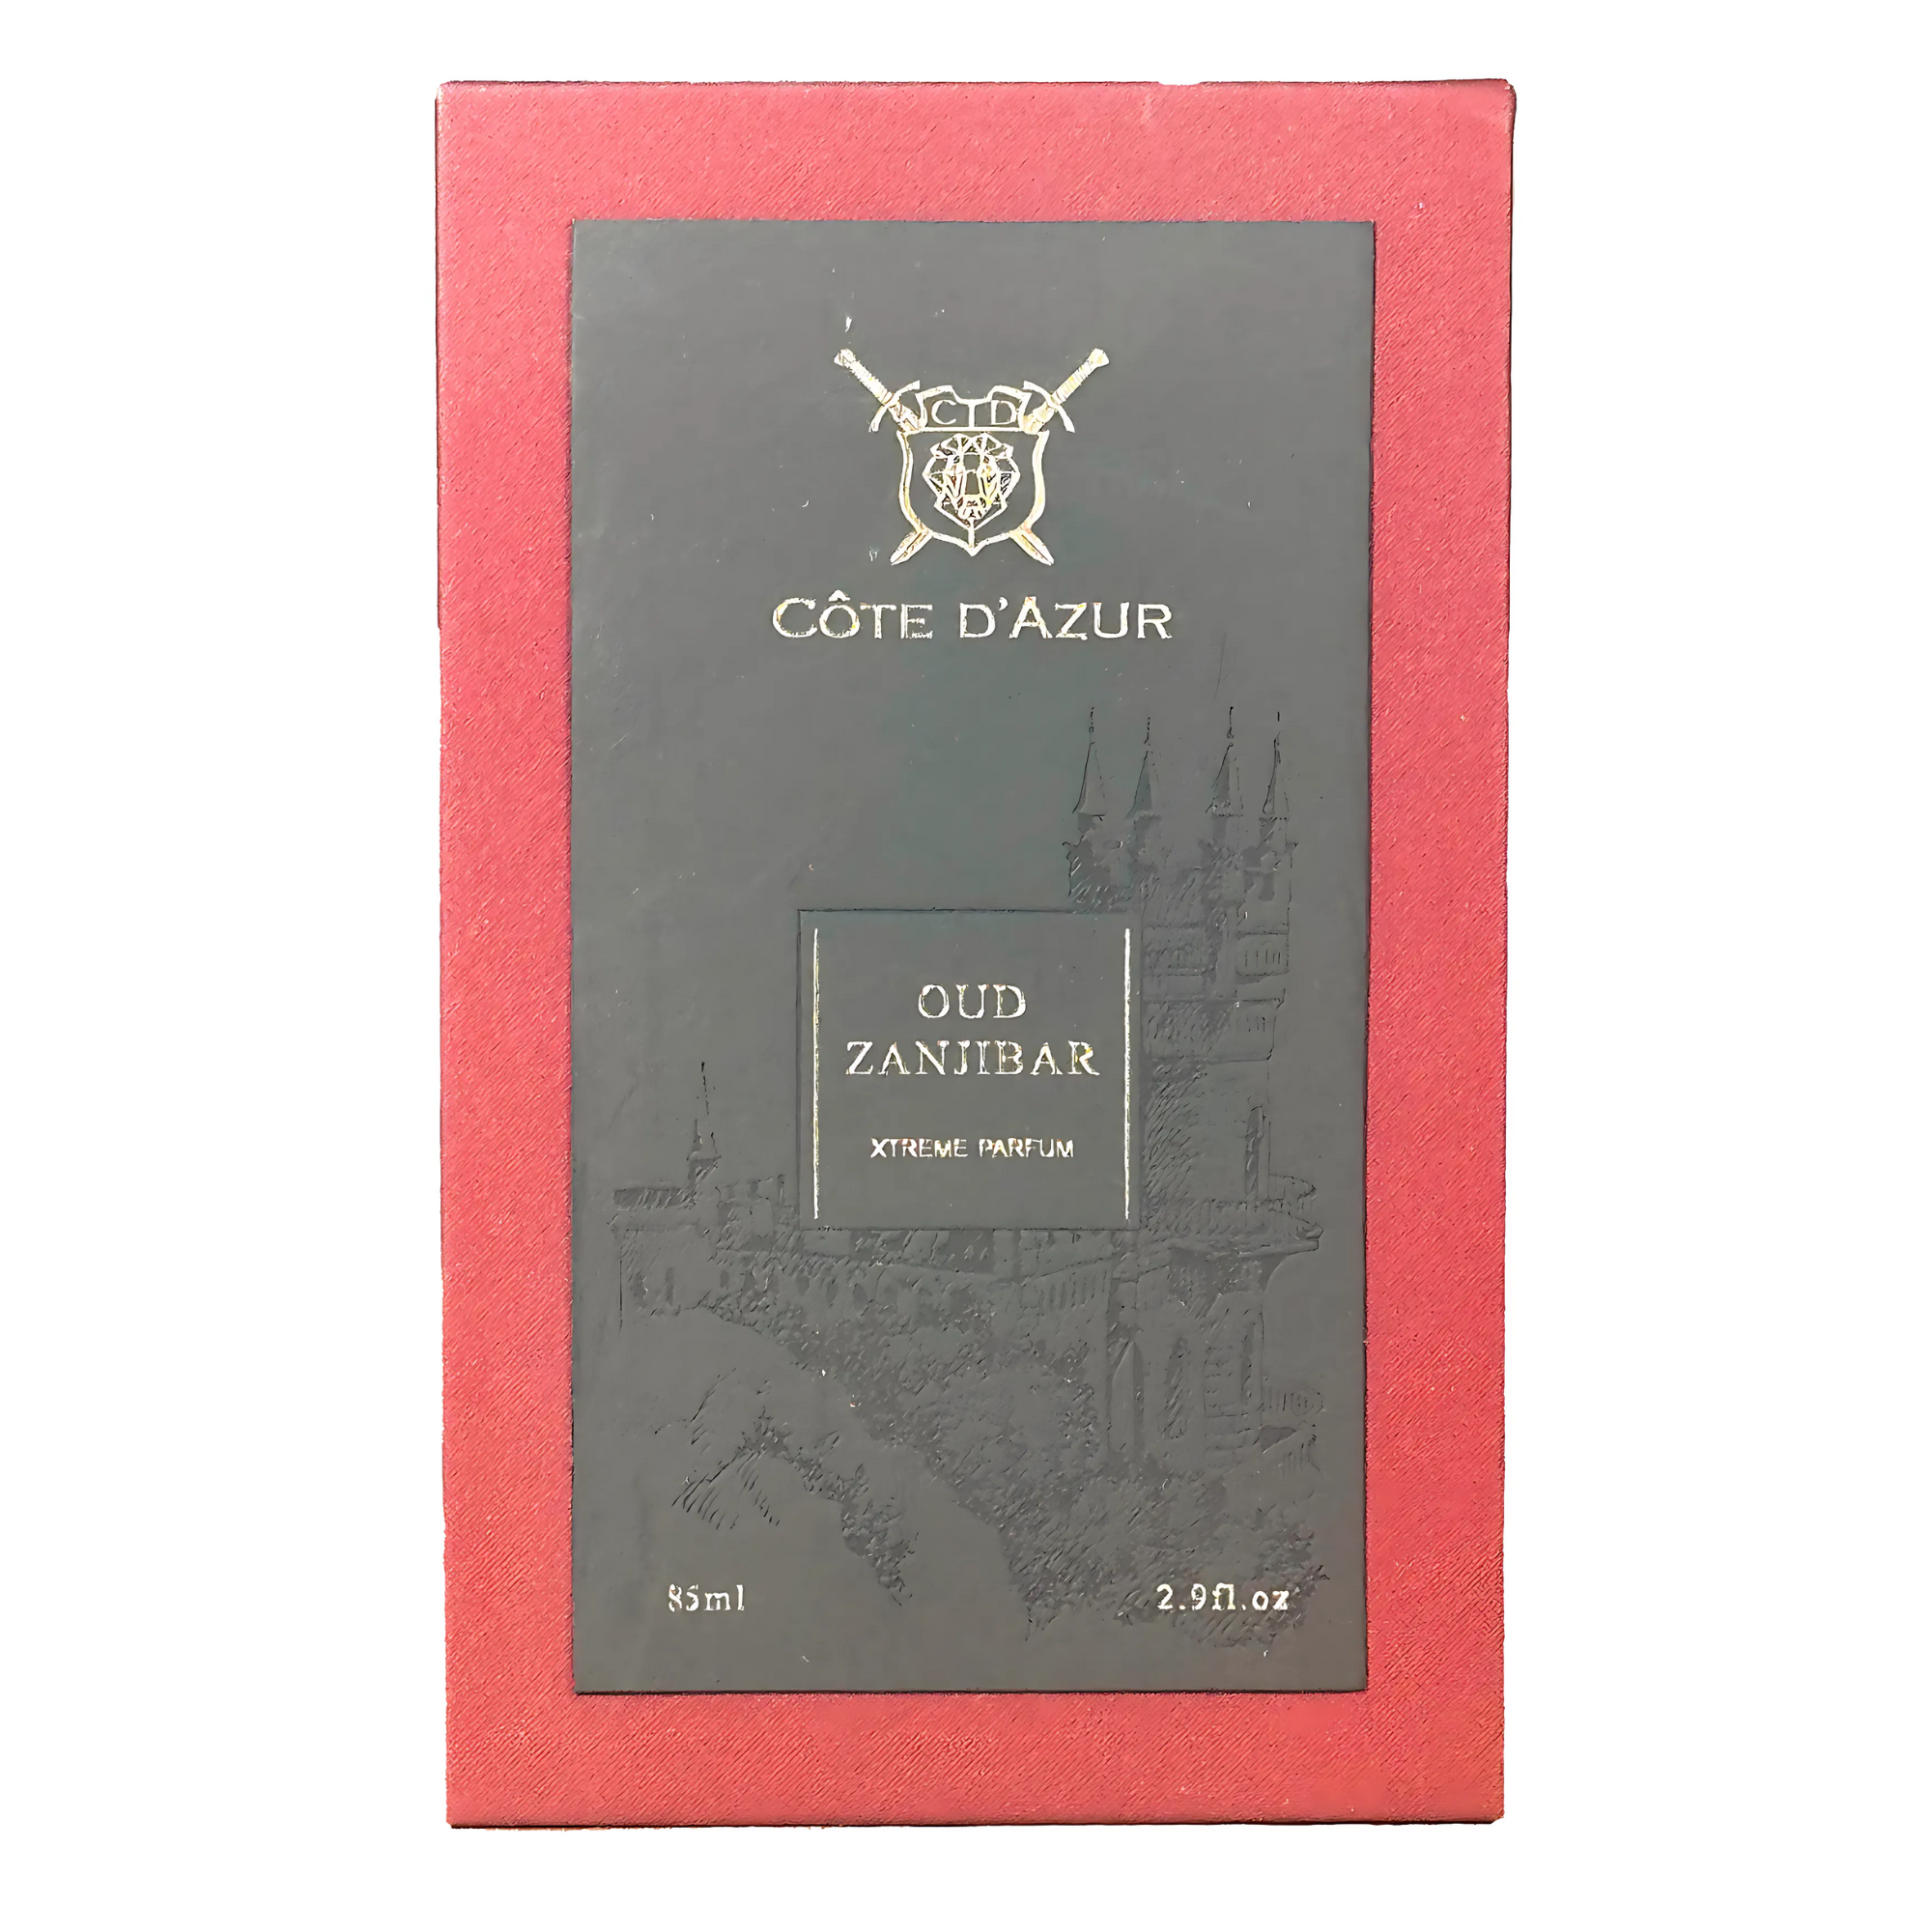 CTD
CÔTE D'AZUR
OUD
ZANJIBAR
XTREME PARFUM
85ml
2.9fl.oz